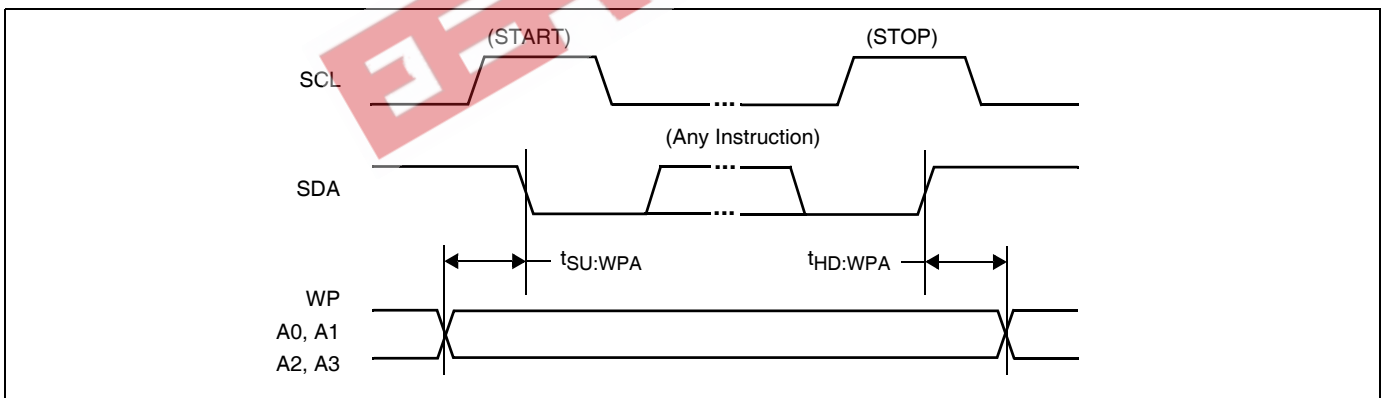 (START)
(STOP)
SCL
...
(Any Instruction)
...
SDA
...
tSU:WPA
tHD:WPA
WP
A0, A1
A2, A3